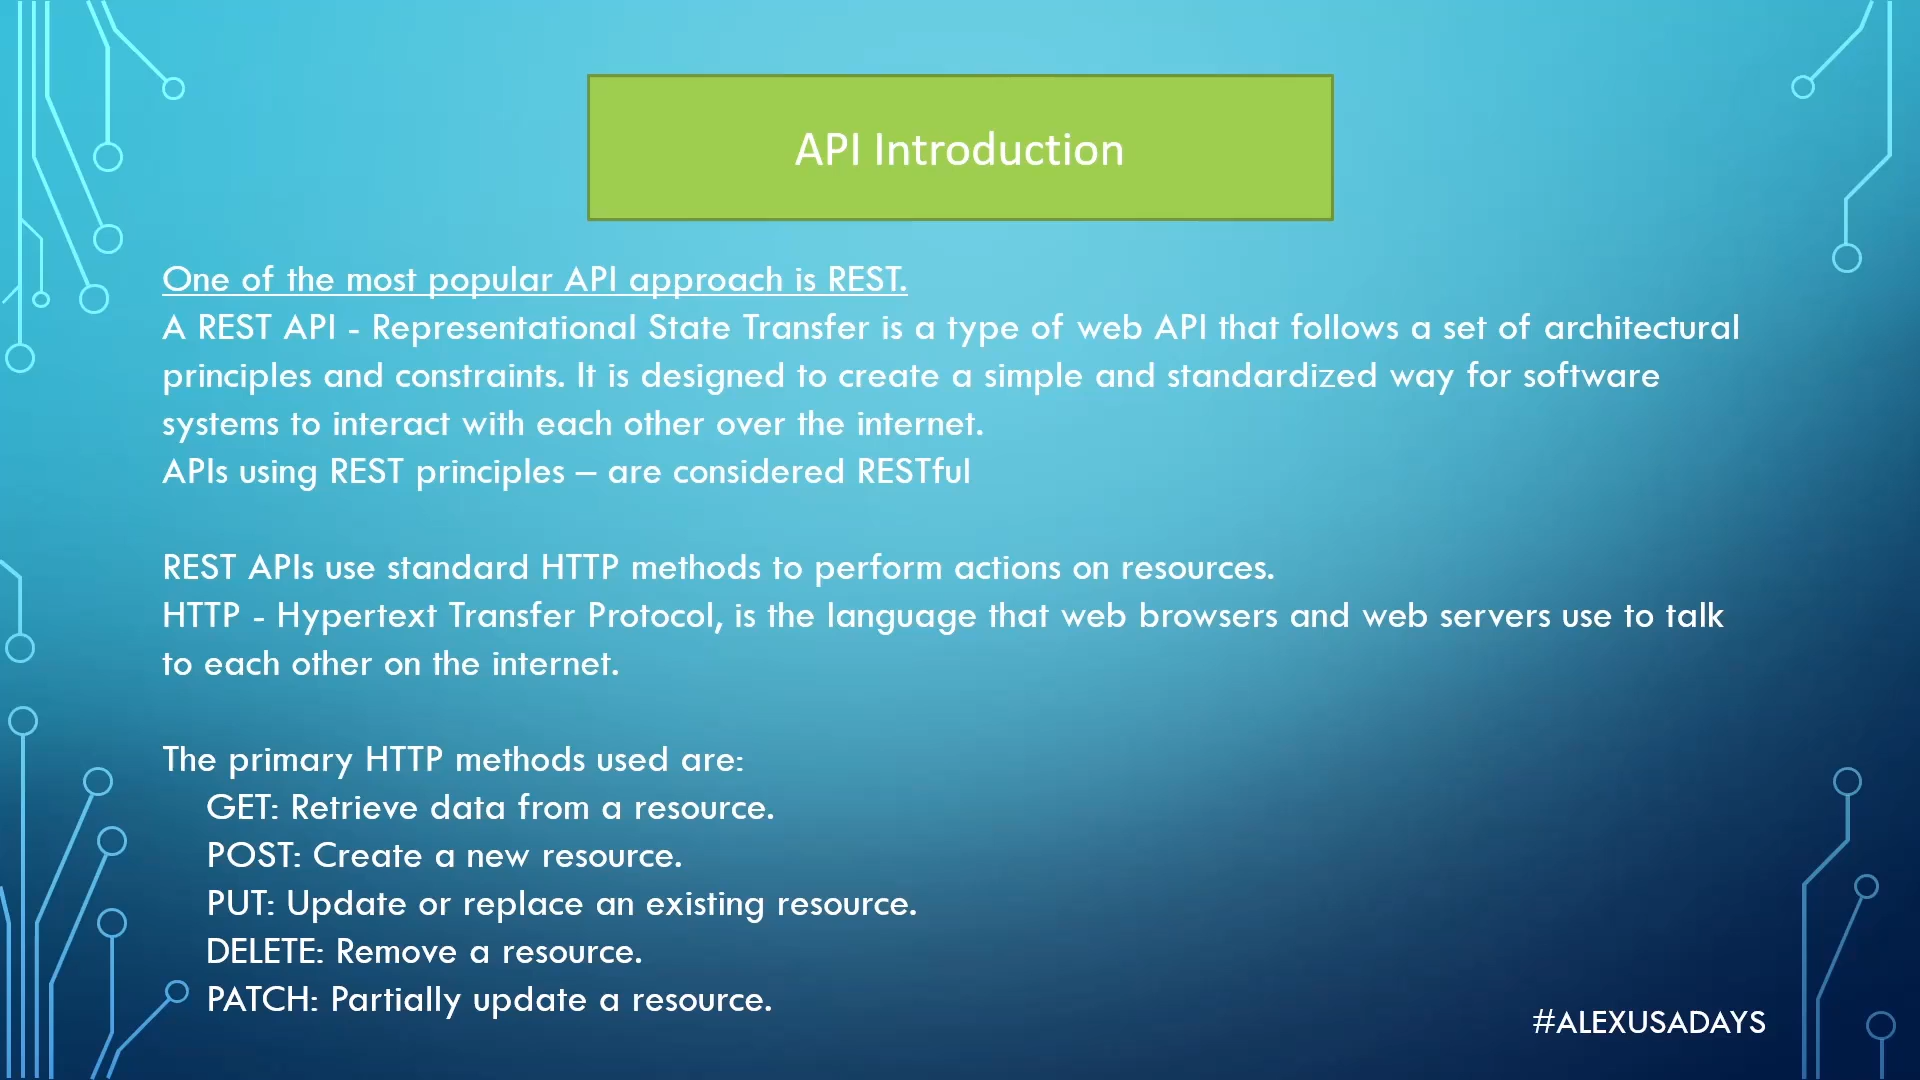 API Introduction
One of the most popular API approach is REST.
A REST API - Representational State Transfer is a type of web API that follows a set of architectural
principles and constraints. It is designed to create a simple and standardized way for software
systems to interact with each other over the internet.
APIs using REST principles – are considered RESTful
REST APIs use standard HTTP methods to perform actions on resources.
HTTP - Hypertext Transfer Protocol, is the language that web browsers and web servers use to talk
to each other on the internet.
The primary HTTP methods used are:
GET: Retrieve data from a resource.
POST: Create a new resource.
PUT: Update or replace an existing resource.
DELETE: Remove a resource.
PATCH: Partially update a resource.
#ALEXUSADAYS